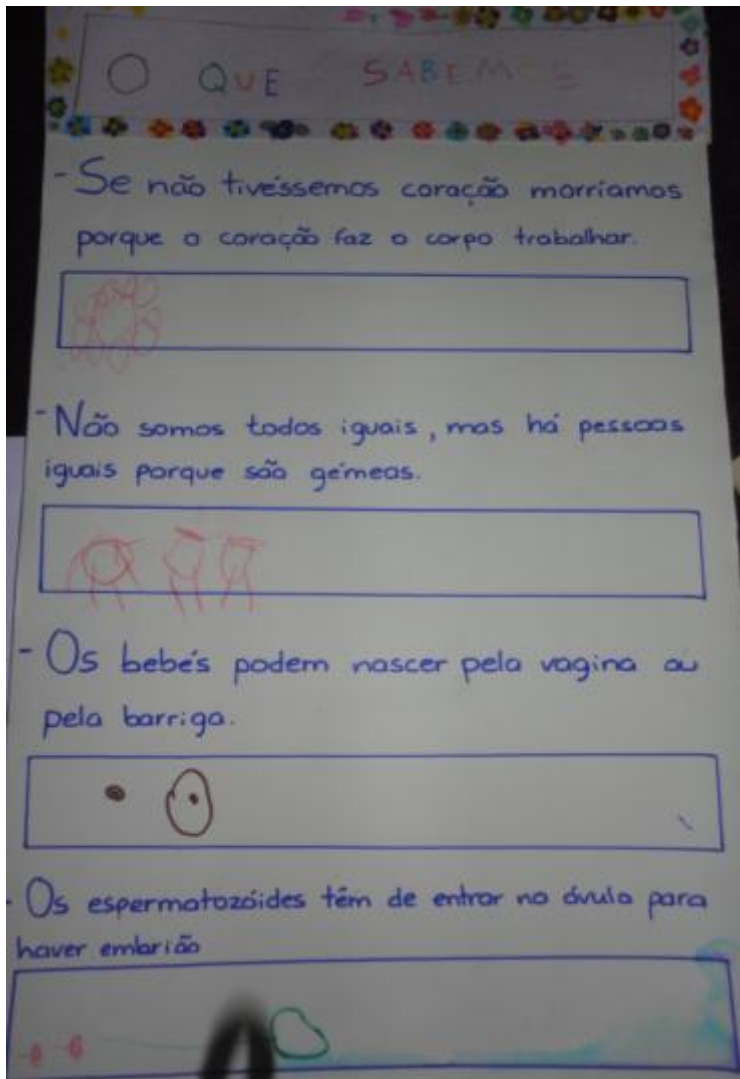 O QUE SABEMOS
- Se não tivéssemos coração morríamos
porque o coração faz o corpo trabalhar.
- Não somos todos iguais, mas há pessoas
iguais porque são gémeas.
- Os bebés podem nascer pela vagina ou
pela barriga.
- Os espermatozóides têm de entrar no óvulo para
haver embrião